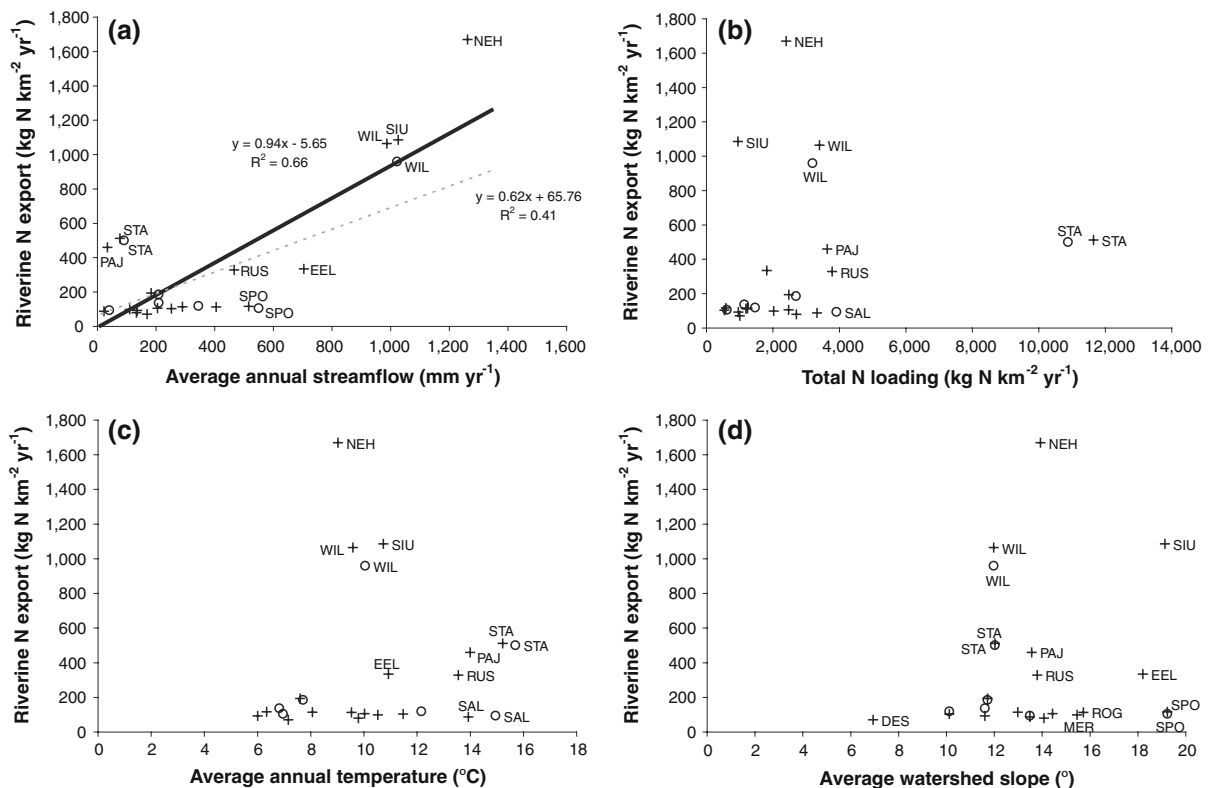 (a)
Riverine N export (kg N km⁻² yr⁻¹)
1,800
1,600
1,400
1,200
1,000
800
600
400
200
0
NEH
SIU
WIL
WIL
y = 0.94x - 5.65
R² = 0.66
y = 0.62x + 65.76
R² = 0.41
STA
STA
PAJ
RUS
EEL
SPO
SPO
0 200 400 600 800 1,000 1,200 1,400 1,600
Average annual streamflow (mm yr⁻¹)
(b)
Riverine N export (kg N km⁻² yr⁻¹)
1,800
1,600
1,400
1,200
1,000
800
600
400
200
0
NEH
SIU
WIL
WIL
STA
STA
PAJ
RUS
SAL
0 2,000 4,000 6,000 8,000 10,000 12,000 14,000
Total N loading (kg N km⁻² yr⁻¹)
(c)
Riverine N export (kg N km⁻² yr⁻¹)
1,800
1,600
1,400
1,200
1,000
800
600
400
200
0
NEH
WIL
SIU
WIL
STA
STA
PAJ
EEL
RUS
SAL
SAL
0 2 4 6 8 10 12 14 16 18
Average annual temperature (°C)
(d)
Riverine N export (kg N km⁻² yr⁻¹)
1,800
1,600
1,400
1,200
1,000
800
600
400
200
0
NEH
WIL
SIU
WIL
STA
STA
PAJ
RUS
EEL
DES
ROG
SPO
MER
SPO
0 2 4 6 8 10 12 14 16 18 20
Average watershed slope (°)